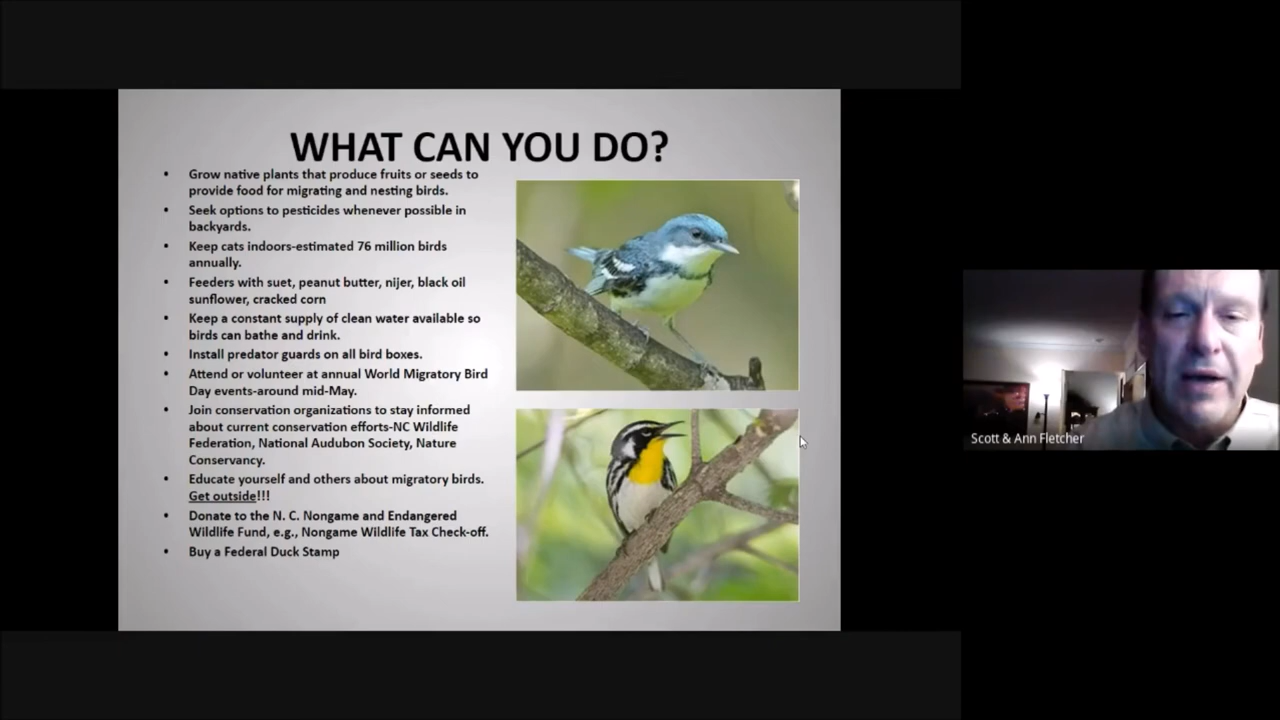 WHAT CAN YOU DO?
• Grow native plants that produce fruits or seeds to
provide food for migrating and nesting birds.
• Seek options to pesticides whenever possible in
backyards.
• Keep cats indoors-estimated 76 million birds
annually.
• Feeders with suet, peanut butter, nijer, black oil
sunflower, cracked corn
• Keep a constant supply of clean water available so
birds can bathe and drink.
• Install predator guards on all bird boxes.
• Attend or volunteer at annual World Migratory Bird
Day events-around mid-May.
• Join conservation organizations to stay informed
about current conservation efforts-NC Wildlife
Federation, National Audubon Society, Nature
Conservancy.
• Educate yourself and others about migratory birds.
Get outside!!!
• Donate to the N. C. Nongame and Endangered
Wildlife Fund, e.g., Nongame Wildlife Tax Check-off.
• Buy a Federal Duck Stamp
Scott & Ann Fletcher